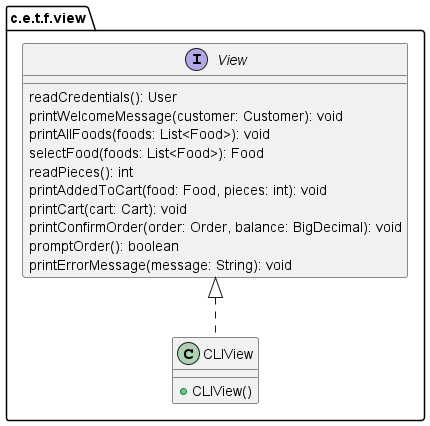 c.e.t.f.view
I View
readCredentials(): User
printWelcomeMessage(customer: Customer): void
printAllFoods(foods: List<Food>): void
selectFood(foods: List<Food>): Food
readPieces(): int
printAddedToCart(food: Food, pieces: int): void
printCart(cart: Cart): void
printConfirmOrder(order: Order, balance: BigDecimal): void
promptOrder(): boolean
printErrorMessage(message: String): void
C CLIView
CLIView()